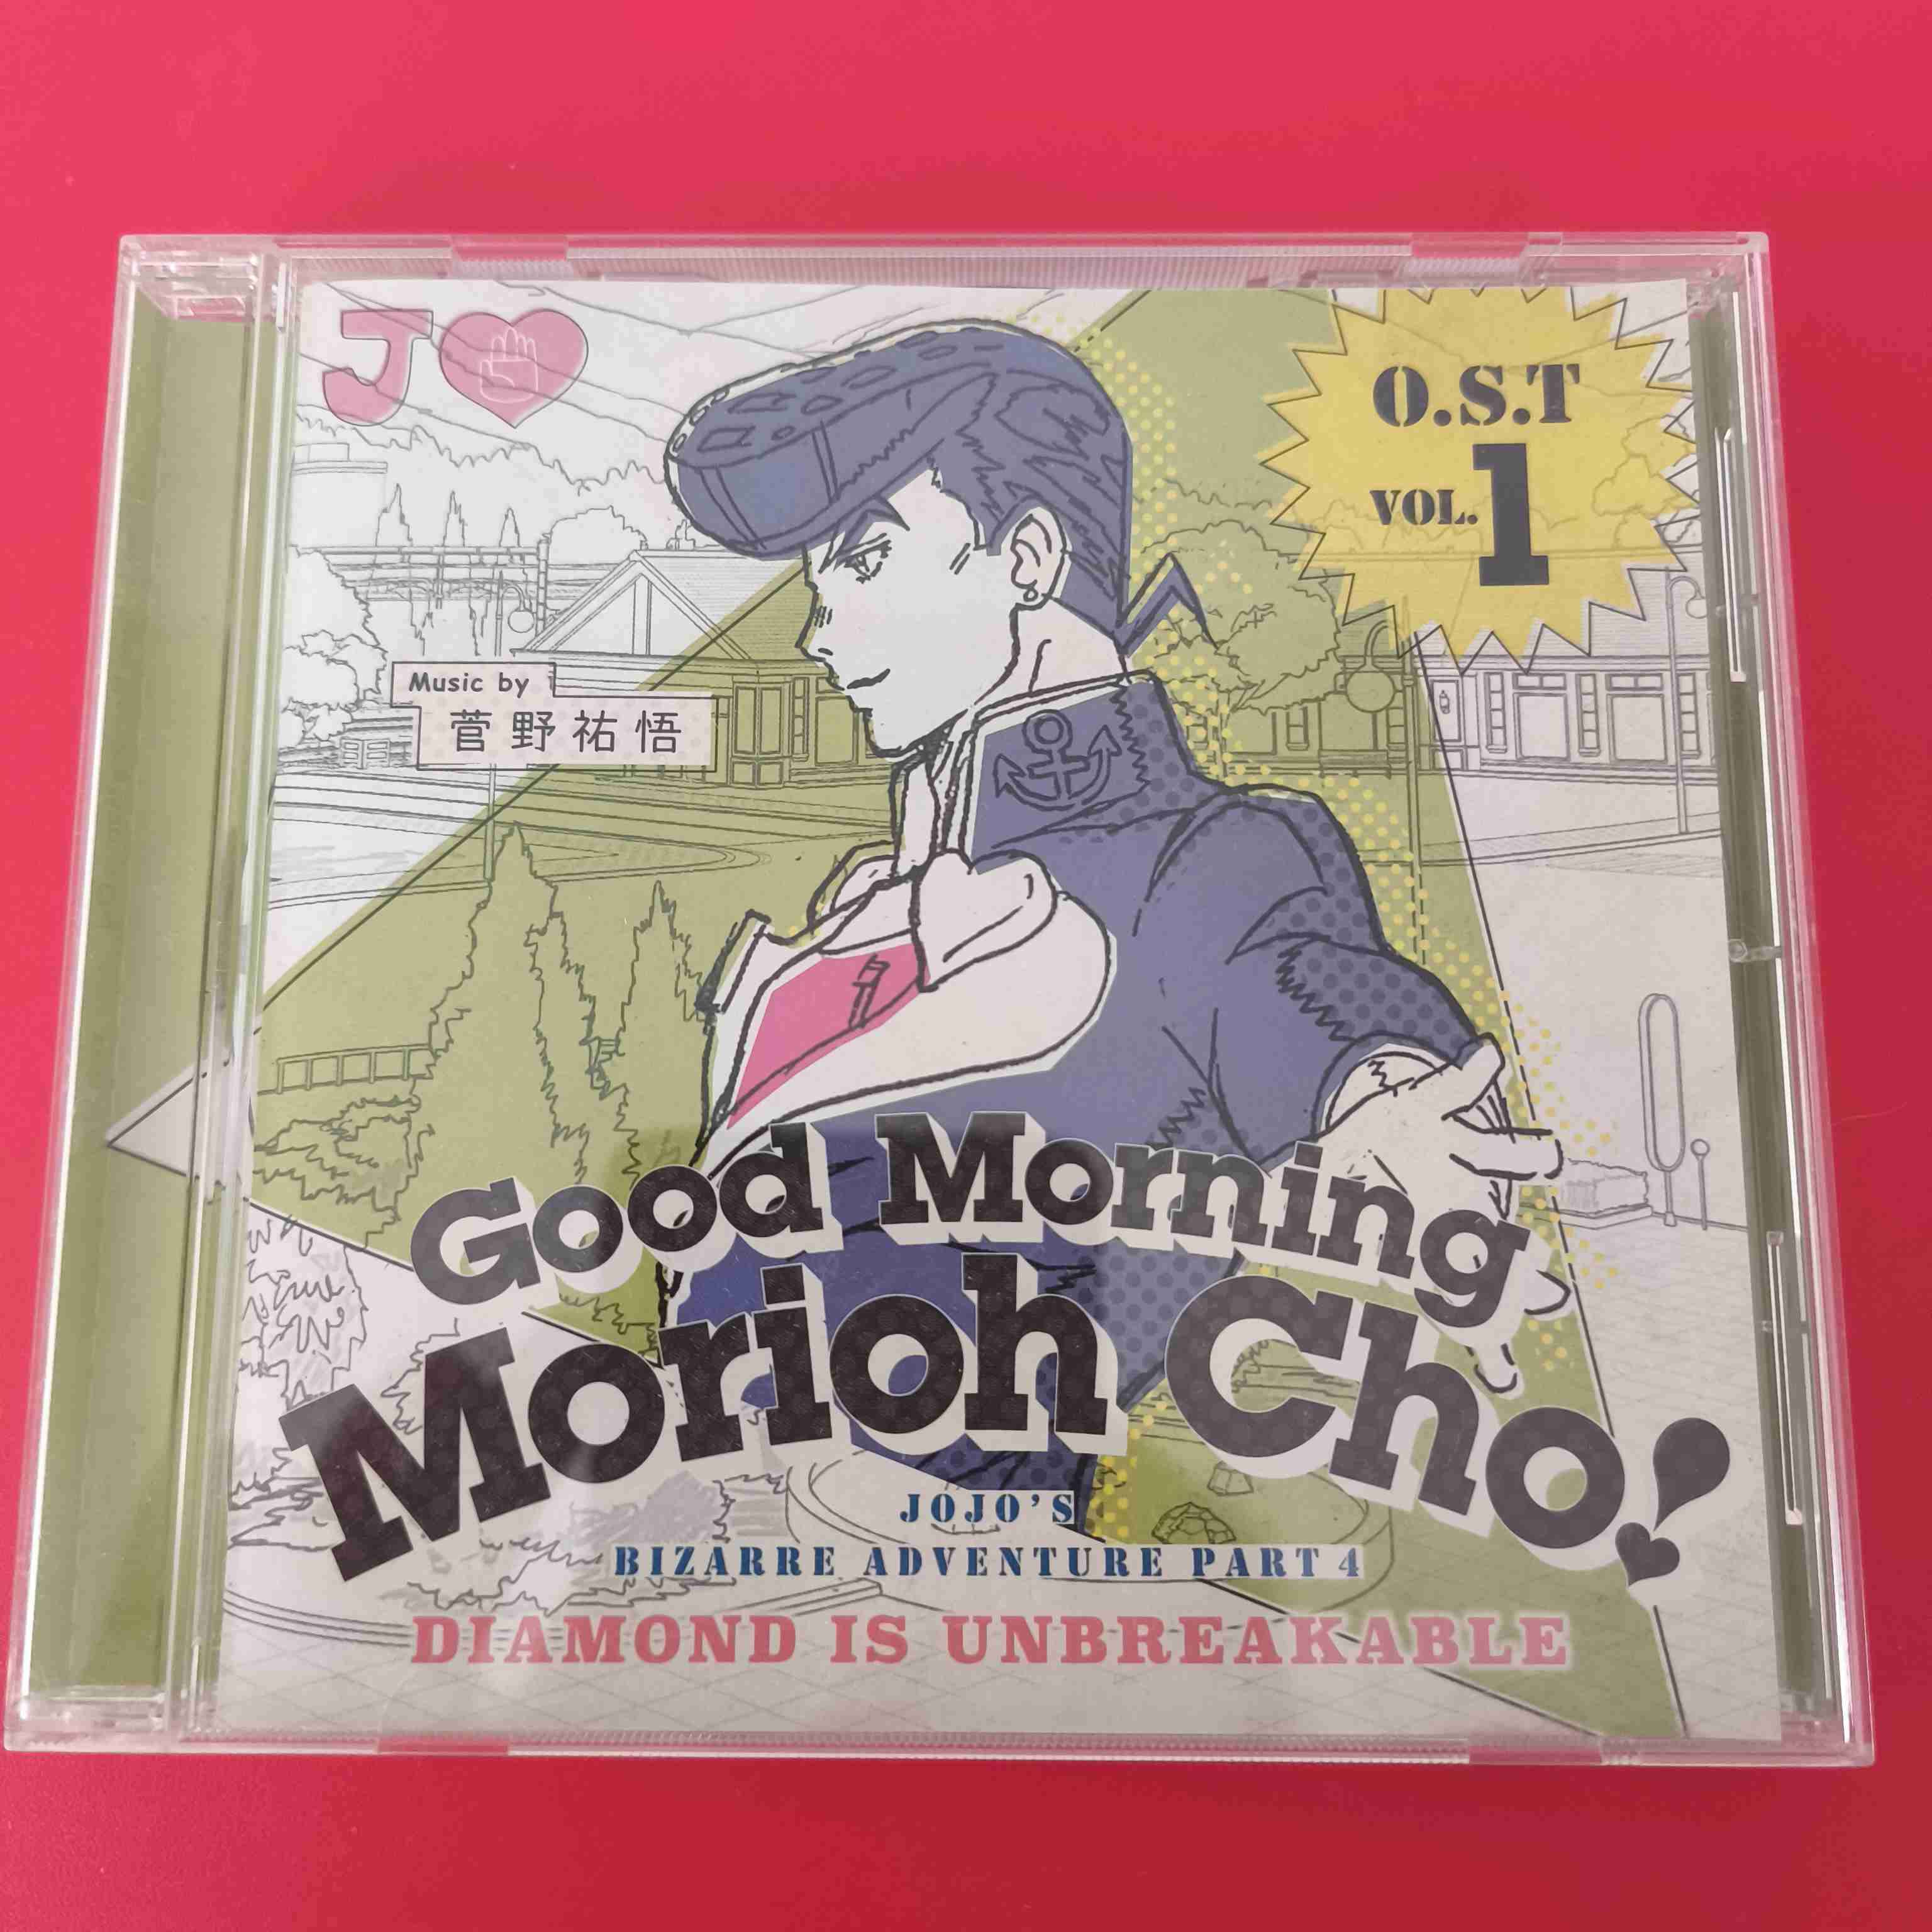 J
O.S.T
VOL.1
Music by
菅野祐悟
Good Morning
Morioh Cho!
JOJO'S
BIZARRE ADVENTURE PART 4
DIAMOND IS UNBREAKABLE